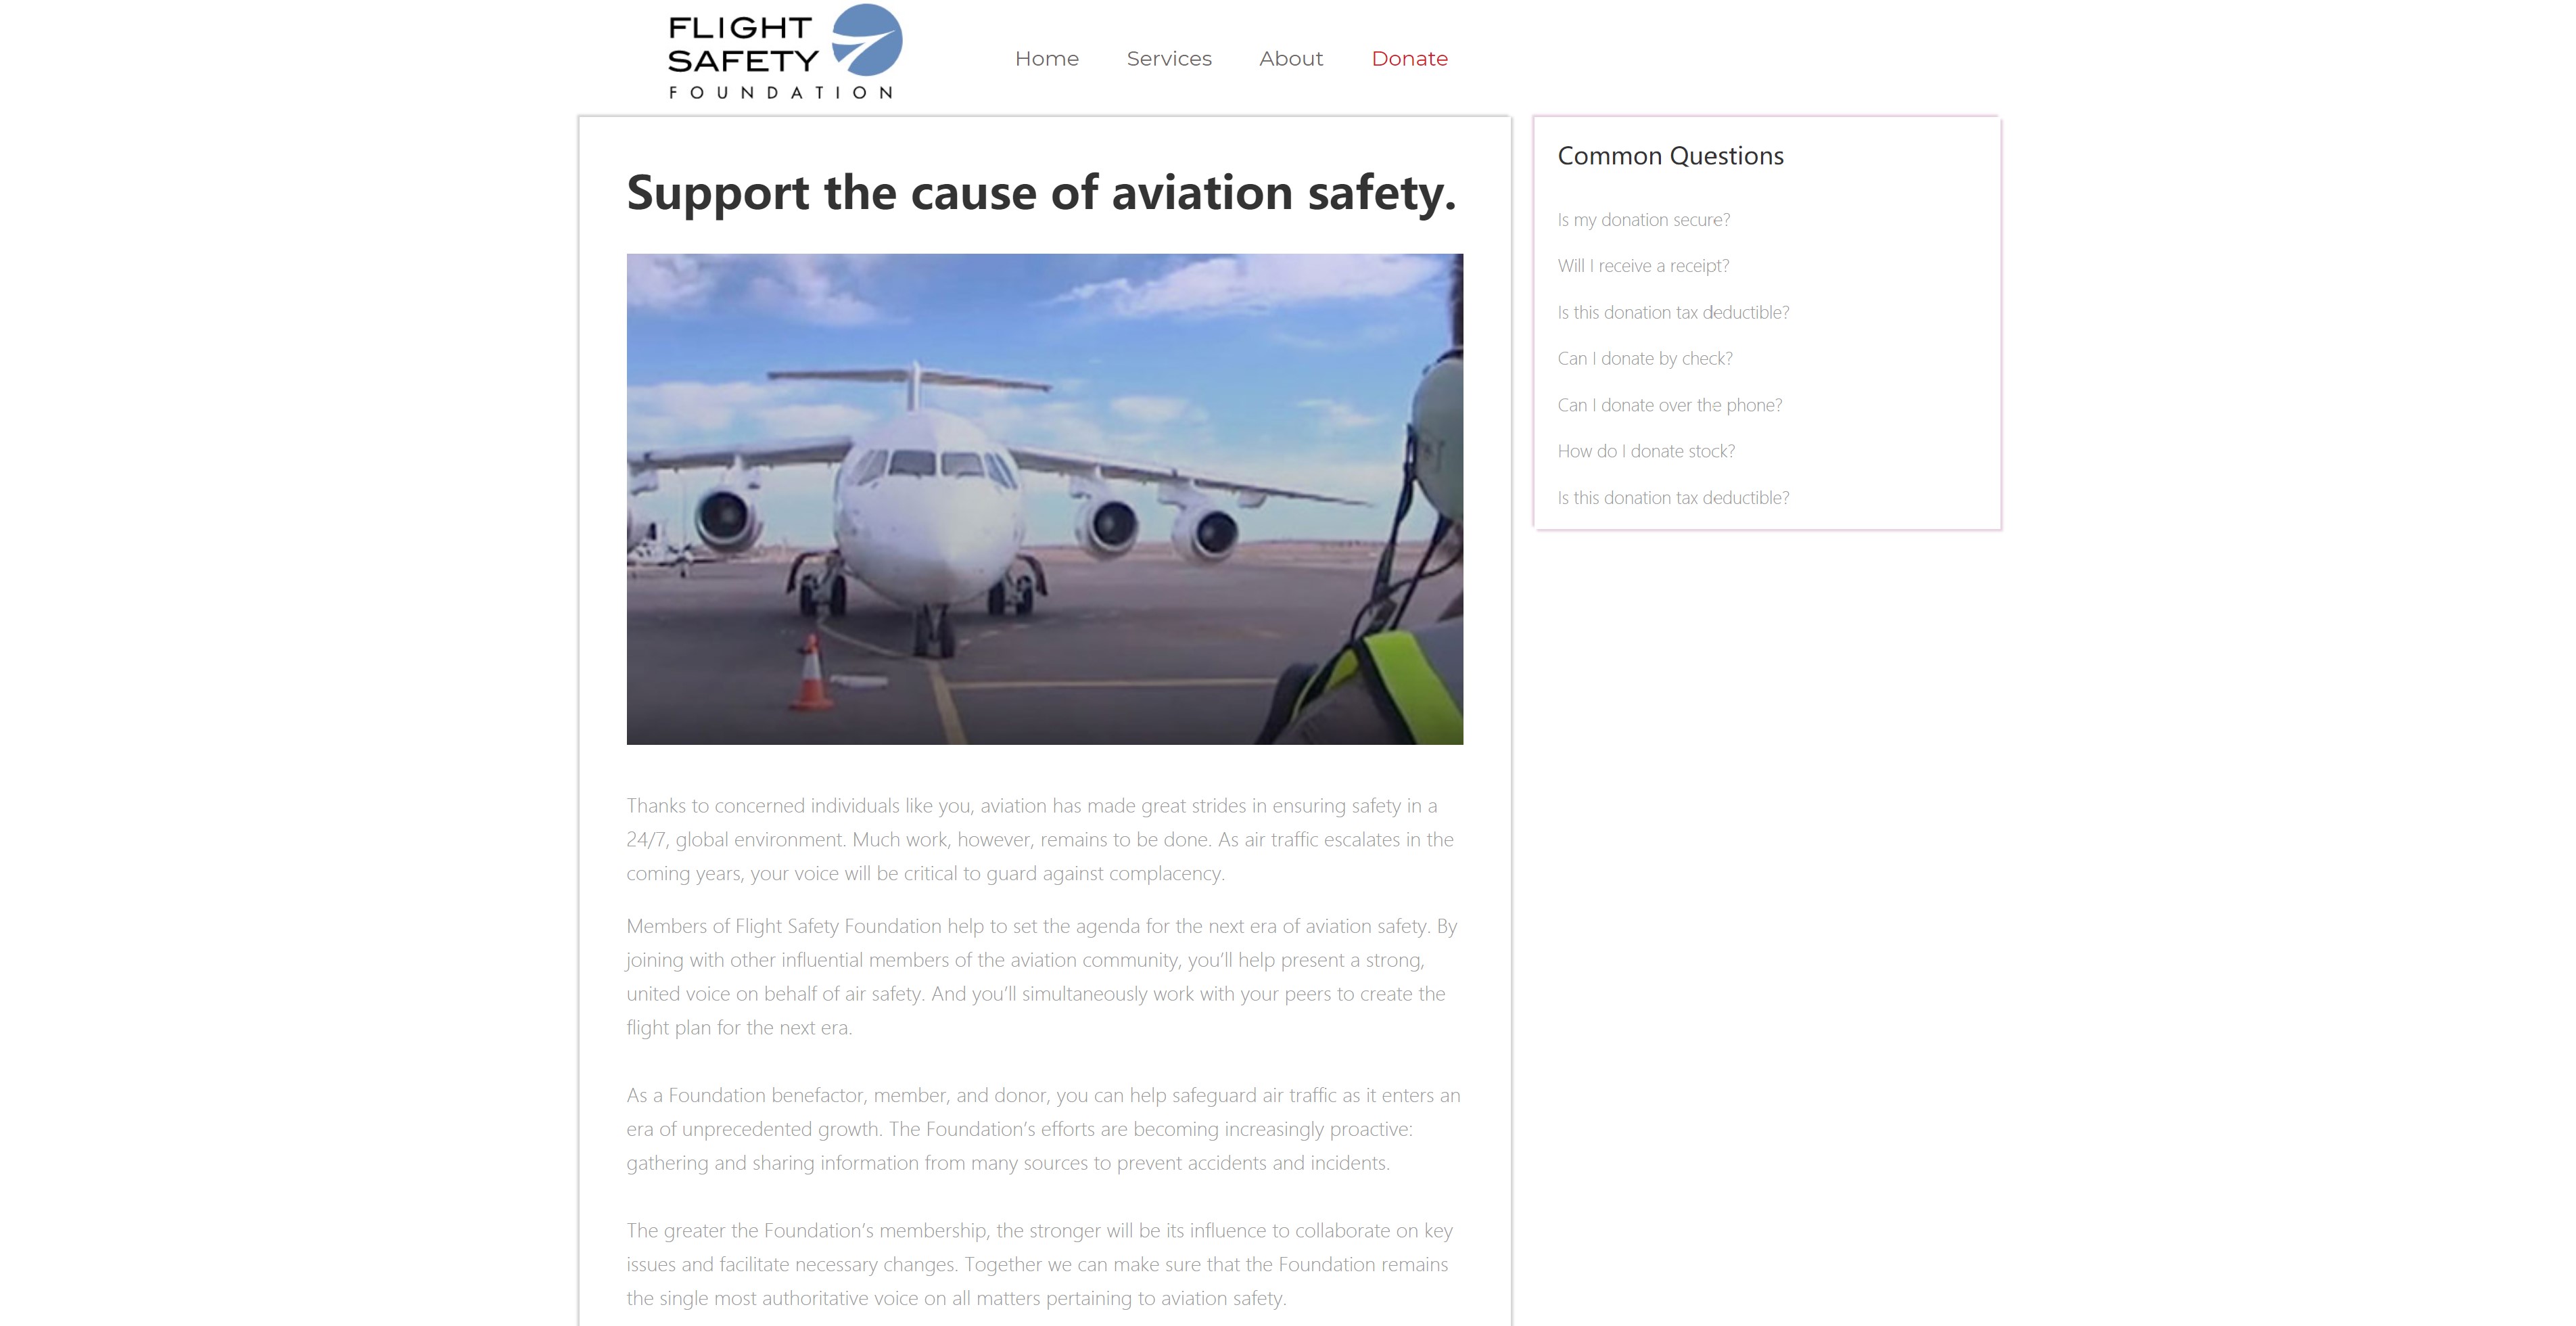 FLIGHT
SAFETY
FOUNDATION
Home Services About Donate
Support the cause of aviation safety.
Thanks to concerned individuals like you, aviation has made great strides in ensuring safety in a
24/7, global environment. Much work, however, remains to be done. As air traffic escalates in the
coming years, your voice will be critical to guard against complacency.
Members of Flight Safety Foundation help to set the agenda for the next era of aviation safety. By
joining with other influential members of the aviation community, you’ll help present a strong,
united voice on behalf of air safety. And you’ll simultaneously work with your peers to create the
flight plan for the next era.
As a Foundation benefactor, member, and donor, you can help safeguard air traffic as it enters an
era of unprecedented growth. The Foundation’s efforts are becoming increasingly proactive:
gathering and sharing information from many sources to prevent accidents and incidents.
The greater the Foundation’s membership, the stronger will be its influence to collaborate on key
issues and facilitate necessary changes. Together we can make sure that the Foundation remains
the single most authoritative voice on all matters pertaining to aviation safety.
Common Questions
Is my donation secure?
Will I receive a receipt?
Is this donation tax deductible?
Can I donate by check?
Can I donate over the phone?
How do I donate stock?
Is this donation tax deductible?